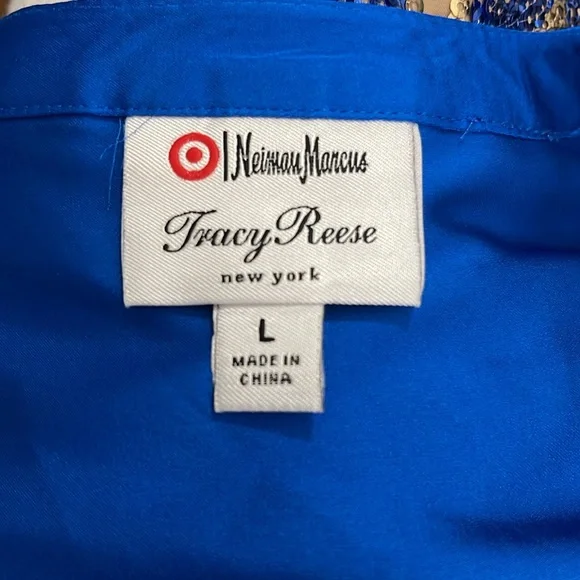 Neiman Marcus
Tracy Reese
new york
L
MADE IN
CHINA